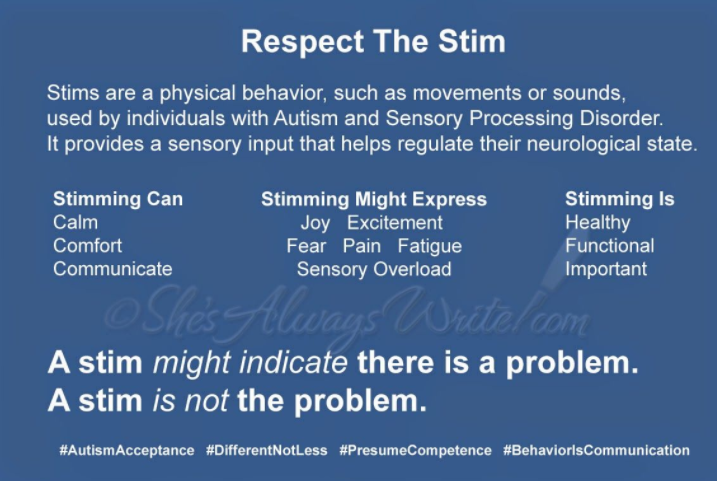 Respect The Stim
Stims are a physical behavior, such as movements or sounds,
used by individuals with Autism and Sensory Processing Disorder.
It provides a sensory input that helps regulate their neurological state.
Stimming Can
Calm
Comfort
Communicate
Stimming Might Express
Joy Excitement
Fear Pain Fatigue
Sensory Overload
Stimming Is
Healthy
Functional
Important
©She'sAlwaysWrite!com
A stim might indicate there is a problem.
A stim is not the problem.
#AutismAcceptance #DifferentNotLess #PresumeCompetence #BehaviorIsCommunication